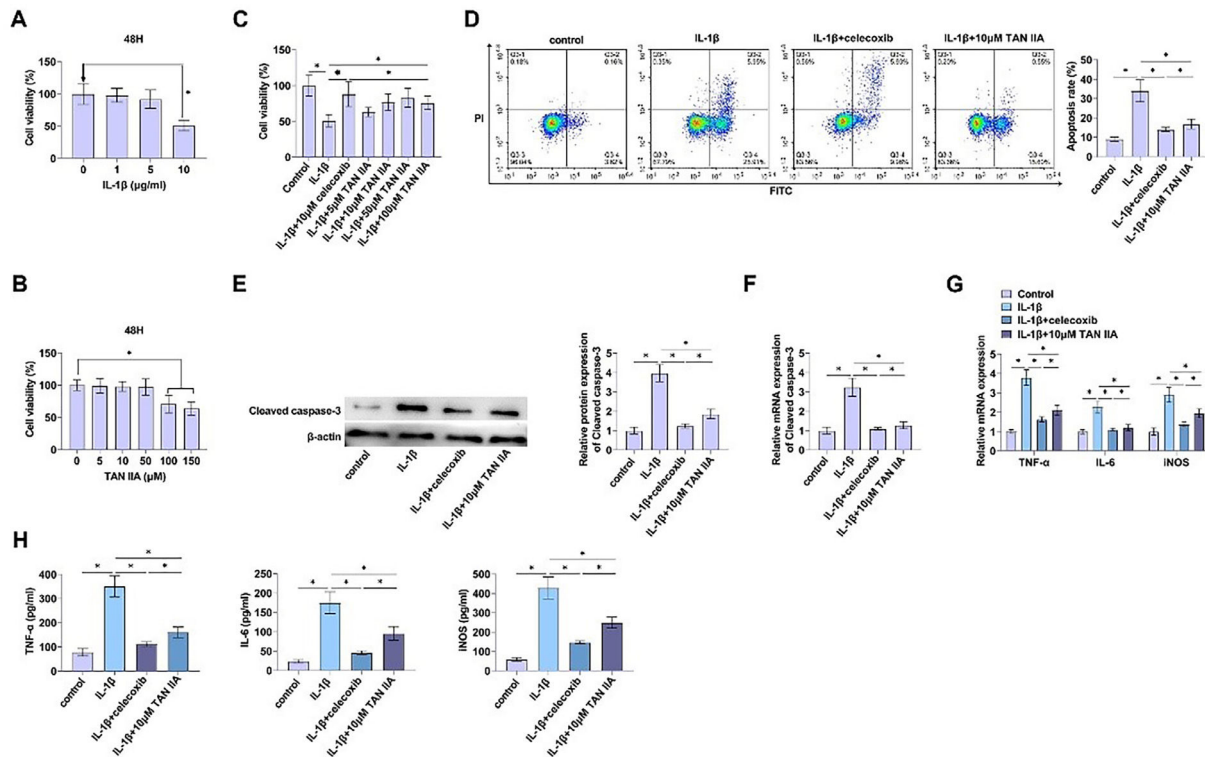 A
48H
Cell viability (%)
150
100
50
0
*
0 1 5 10
IL-1β (μg/ml)
C
Cell viability (%)
150
100
50
0
* * * *
Control
IL-1β
IL-1β+10μM celecoxib
IL-1β+5μM TAN IIA
IL-1β+10μM TAN IIA
IL-1β+50μM TAN IIA
IL-1β+100μM TAN IIA
D
control
IL-1β
IL-1β+celecoxib
IL-1β+10μM TAN IIA
PI
FITC
Apoptosis rate (%)
50
40
30
20
10
0
* * * *
control
IL-1β
IL-1β+celecoxib
IL-1β+10μM TAN IIA
B
48H
Cell viability (%)
150
100
50
0
*
0 5 10 50 100 150
TAN IIA (μM)
E
Cleaved caspase-3
β-actin
control
IL-1β
IL-1β+celecoxib
IL-1β+10μM TAN IIA
Relative protein expression
of Cleaved caspase-3
5
4
3
2
1
0
* * * *
control
IL-1β
IL-1β+celecoxib
IL-1β+10μM TAN IIA
F
Relative mRNA expression
of Cleaved caspase-3
5
4
3
2
1
0
* * * *
control
IL-1β
IL-1β+celecoxib
IL-1β+10μM TAN IIA
G
Control
IL-1β
IL-1β+celecoxib
IL-1β+10μM TAN IIA
Relative mRNA expression
5
4
3
2
1
0
* * * *
* * * *
* * * *
TNF-α IL-6 iNOS
H
TNF-α (pg/ml)
400
300
200
100
0
* * * *
control
IL-1β
IL-1β+celecoxib
IL-1β+10μM TAN IIA
IL-6 (pg/ml)
250
200
150
100
50
0
* * * *
control
IL-1β
IL-1β+celecoxib
IL-1β+10μM TAN IIA
iNOS (pg/ml)
500
400
300
200
100
0
* * * *
control
IL-1β
IL-1β+celecoxib
IL-1β+10μM TAN IIA